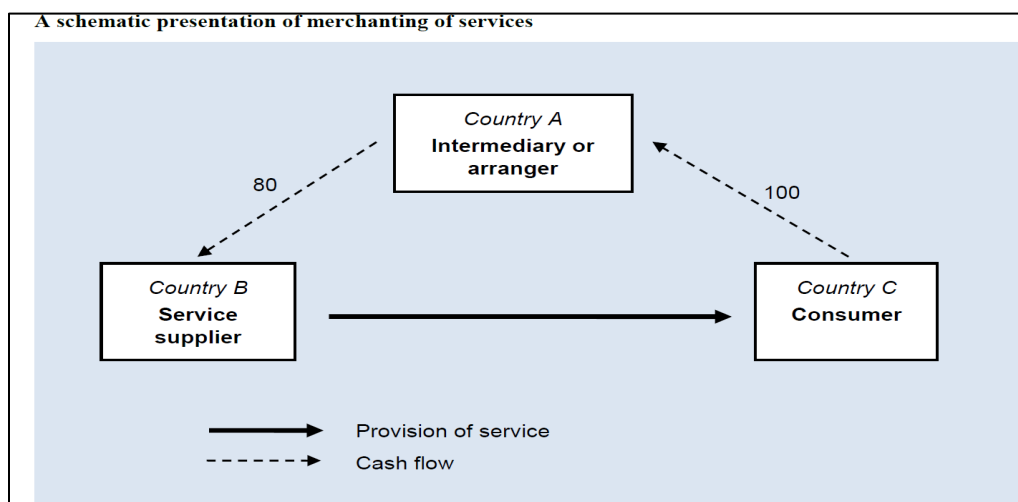 A schematic presentation of merchanting of services
Country A
Intermediary or
arranger
80
100
Country B
Service
supplier
Country C
Consumer
Provision of service
Cash flow